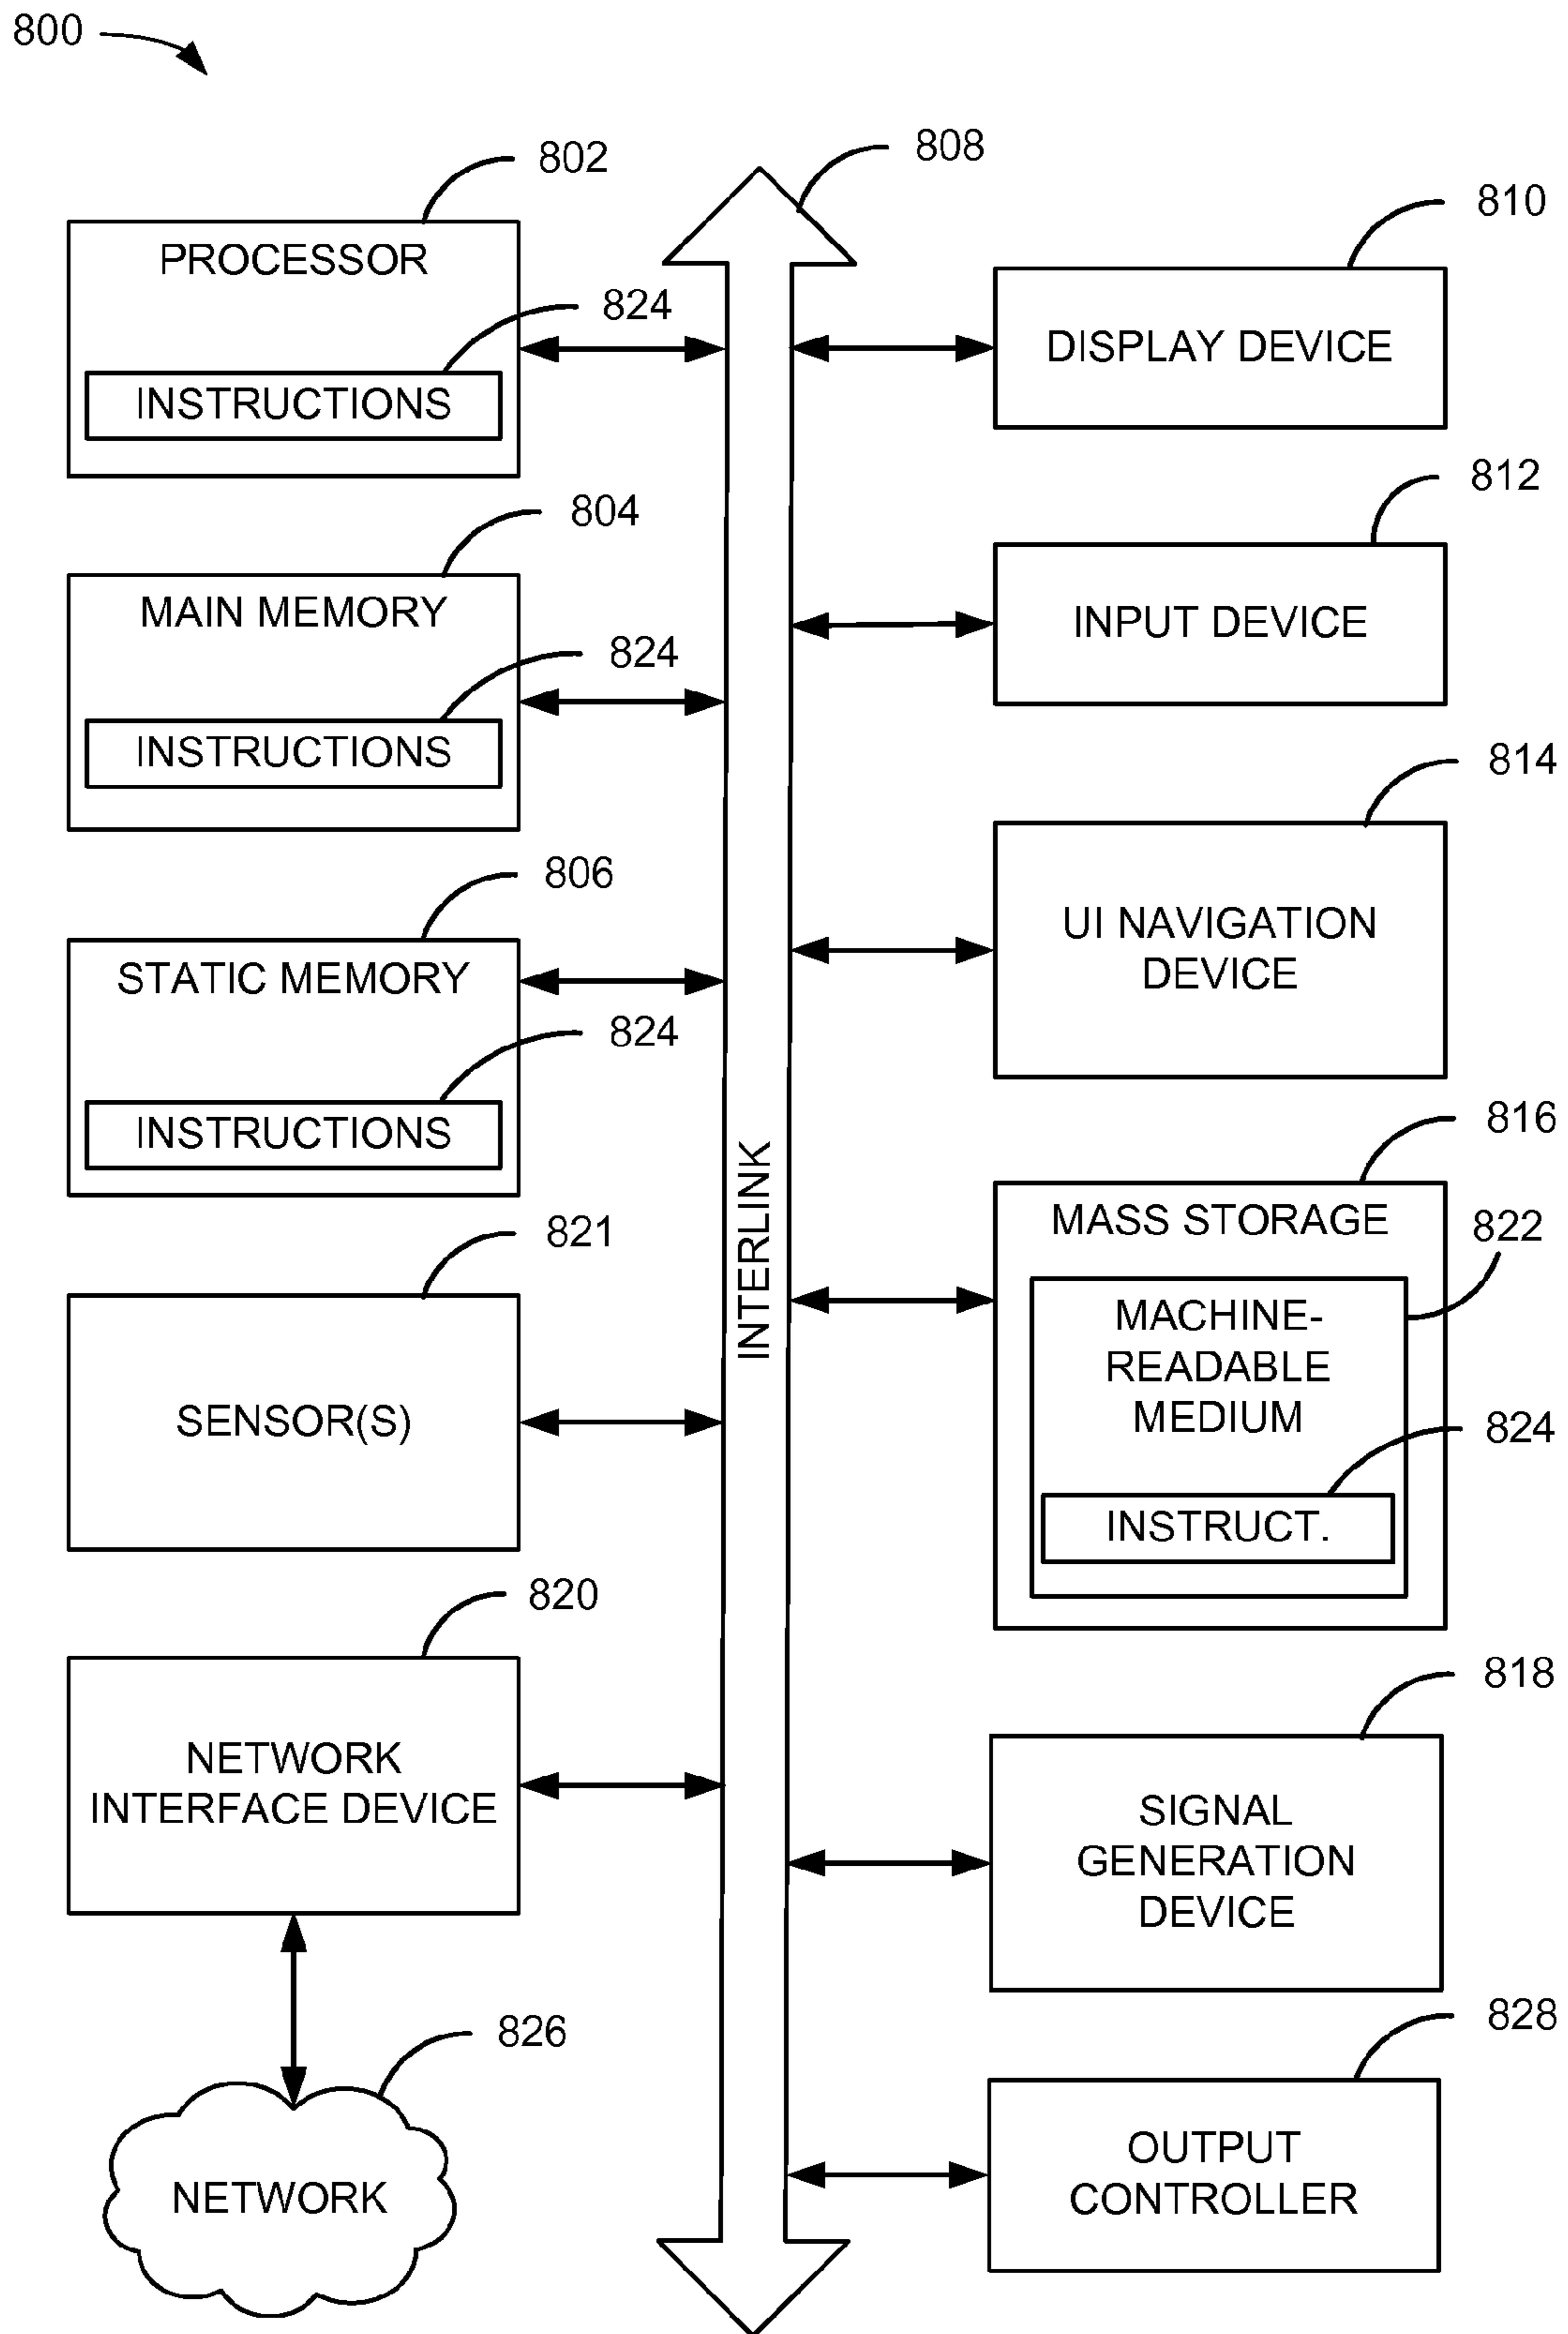 800
802
PROCESSOR
824
INSTRUCTIONS
804
MAIN MEMORY
824
INSTRUCTIONS
806
STATIC MEMORY
824
INSTRUCTIONS
821
SENSOR(S)
820
NETWORK
INTERFACE DEVICE
826
NETWORK
808
INTERLINK
810
DISPLAY DEVICE
812
INPUT DEVICE
814
UI NAVIGATION
DEVICE
816
MASS STORAGE
822
MACHINE-
READABLE
MEDIUM
824
INSTRUCT.
818
SIGNAL
GENERATION
DEVICE
828
OUTPUT
CONTROLLER